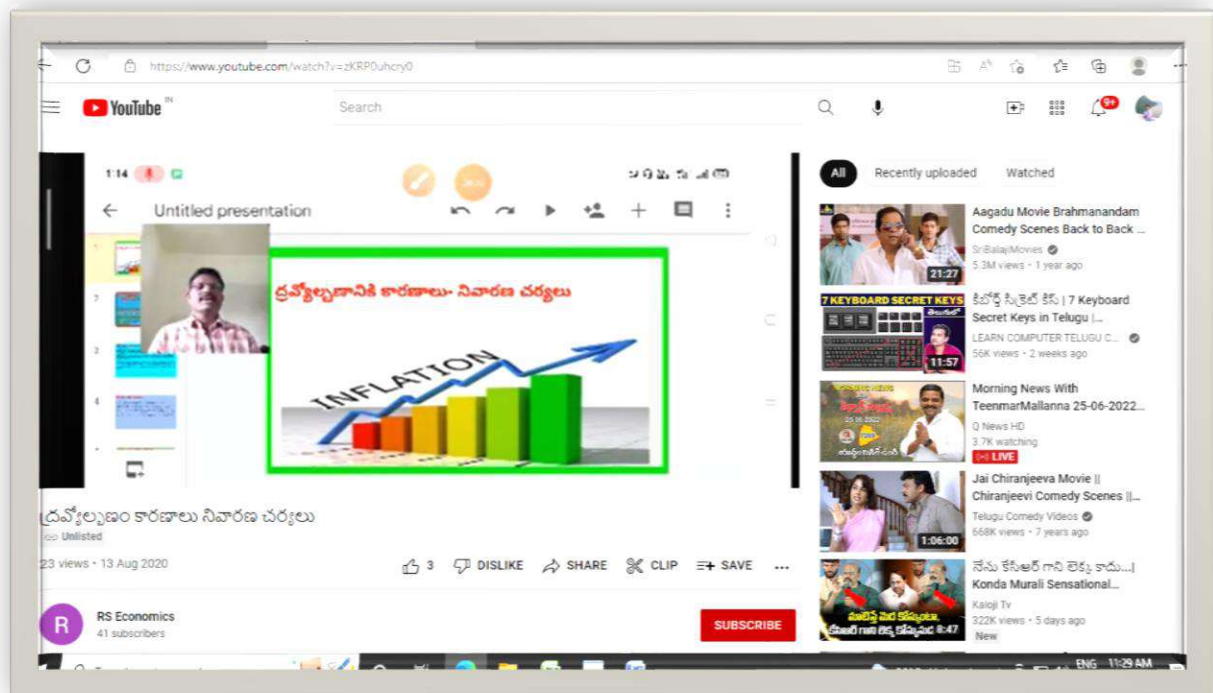 https://www.youtube.com/watch?v=zKRP0uhcry0
YouTube IN
Search
9+
1:14
Untitled presentation
ద్రవ్యోల్బణానికి కారణాలు- నివారణ చర్యలు
INFLATION
ద్రవ్యోల్బణం కారణాలు నివారణ చర్యలు
Unlisted
23 views • 13 Aug 2020
3 DISLIKE SHARE CLIP SAVE ...
R
RS Economics
41 subscribers
SUBSCRIBE
All Recently uploaded Watched
21:27
Aagadu Movie Brahmanandam
Comedy Scenes Back to Back ...
SriBalajiMovies
5.3M views • 1 year ago
7 KEYBOARD SECRET KEYS
తెలుగులో
11:57
కీబోర్డ్ సీక్రెట్ కీస్ | 7 Keyboard
Secret Keys in Telugu |...
LEARN COMPUTER TELUGU C...
56K views • 2 weeks ago
Morning News With
TeenmarMallanna 25-06-2022...
Q News HD
3.7K watching
LIVE
1:06:00
Jai Chiranjeeva Movie ||
Chiranjeevi Comedy Scenes ||...
Telugu Comedy Videos
668K views • 7 years ago
8:47
నేను కేసిఆర్ గాని లెక్క కాదు...|
Konda Murali Sensational...
Kaloji Tv
322K views • 5 days ago
New
ENG 11:29 AM